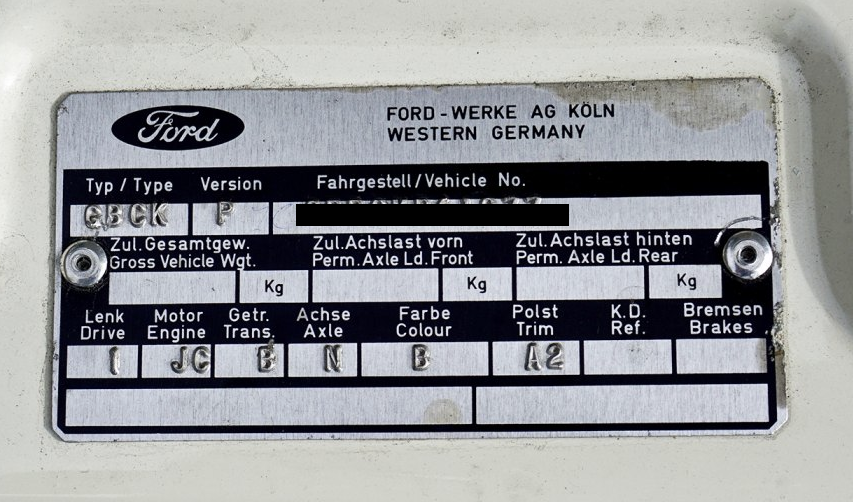 Ford
FORD-WERKE AG KÖLN
WESTERN GERMANY
Typ / Type Version Fahrgestell / Vehicle No.
GBCK P
Zul.Gesamtgew. Zul.Achslast vorn Zul.Achslast hinten
Gross Vehicle Wgt. Perm. Axle Ld.Front Perm. Axle Ld.Rear
Kg Kg Kg
Lenk Motor Getr. Achse Farbe Polst K.D. Bremsen
Drive Engine Trans. Axle Colour Trim Ref. Brakes
1 JC B N B A2